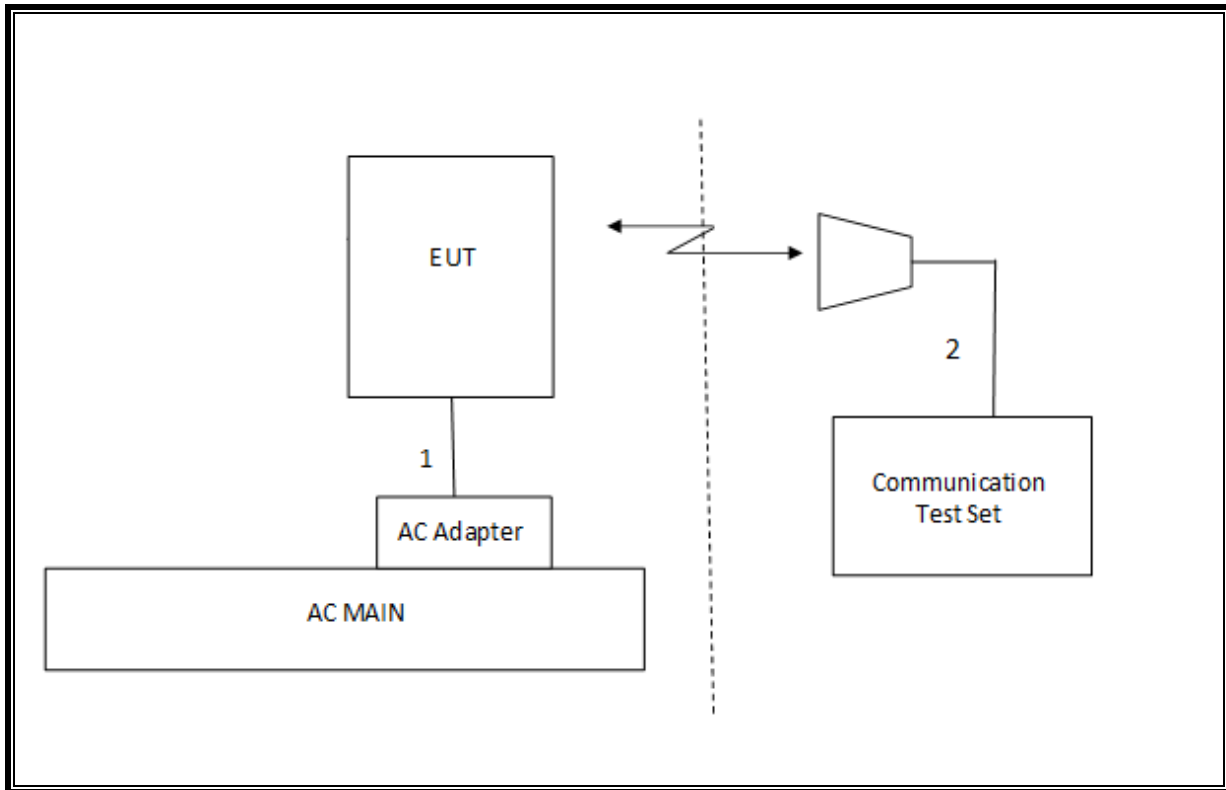 EUT
1
AC Adapter
AC MAIN
2
Communication
Test Set